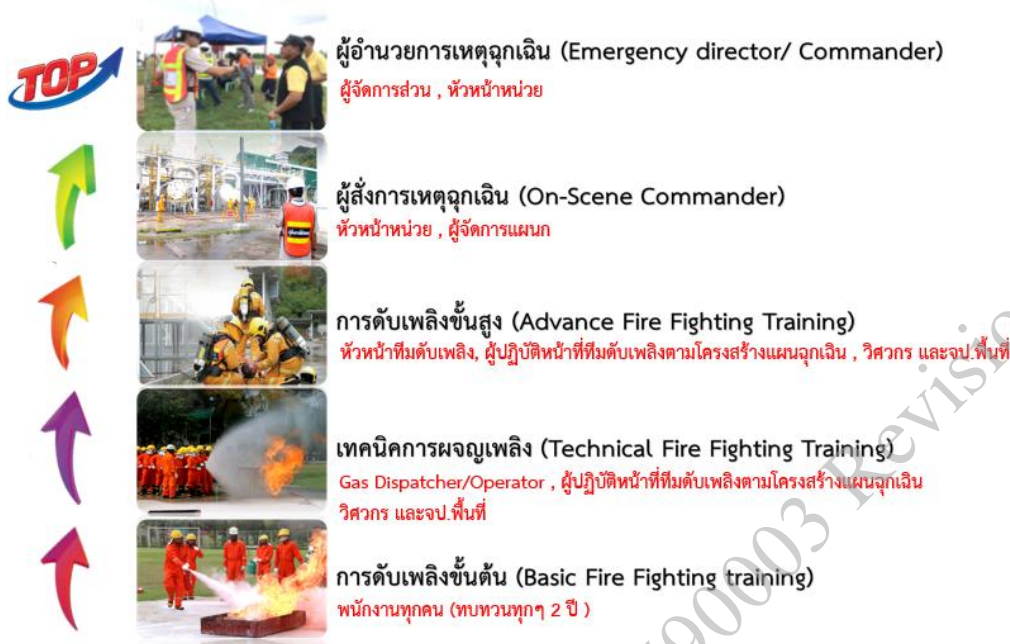 TOP
ผู้อำนวยการเหตุฉุกเฉิน (Emergency director/ Commander)
ผู้จัดการส่วน , หัวหน้าหน่วย
ผู้สั่งการเหตุฉุกเฉิน (On-Scene Commander)
หัวหน้าหน่วย , ผู้จัดการแผนก
การดับเพลิงขั้นสูง (Advance Fire Fighting Training)
หัวหน้าทีมดับเพลิง, ผู้ปฏิบัติหน้าที่ทีมดับเพลิงตามโครงสร้างแผนฉุกเฉิน , วิศวกร และจป.พื้นที่
เทคนิคการผจญเพลิง (Technical Fire Fighting Training)
Gas Dispatcher/Operator , ผู้ปฏิบัติหน้าที่ทีมดับเพลิงตามโครงสร้างแผนฉุกเฉิน
วิศวกร และจป.พื้นที่
การดับเพลิงขั้นต้น (Basic Fire Fighting training)
พนักงานทุกคน (ทบทวนทุกๆ 2 ปี )